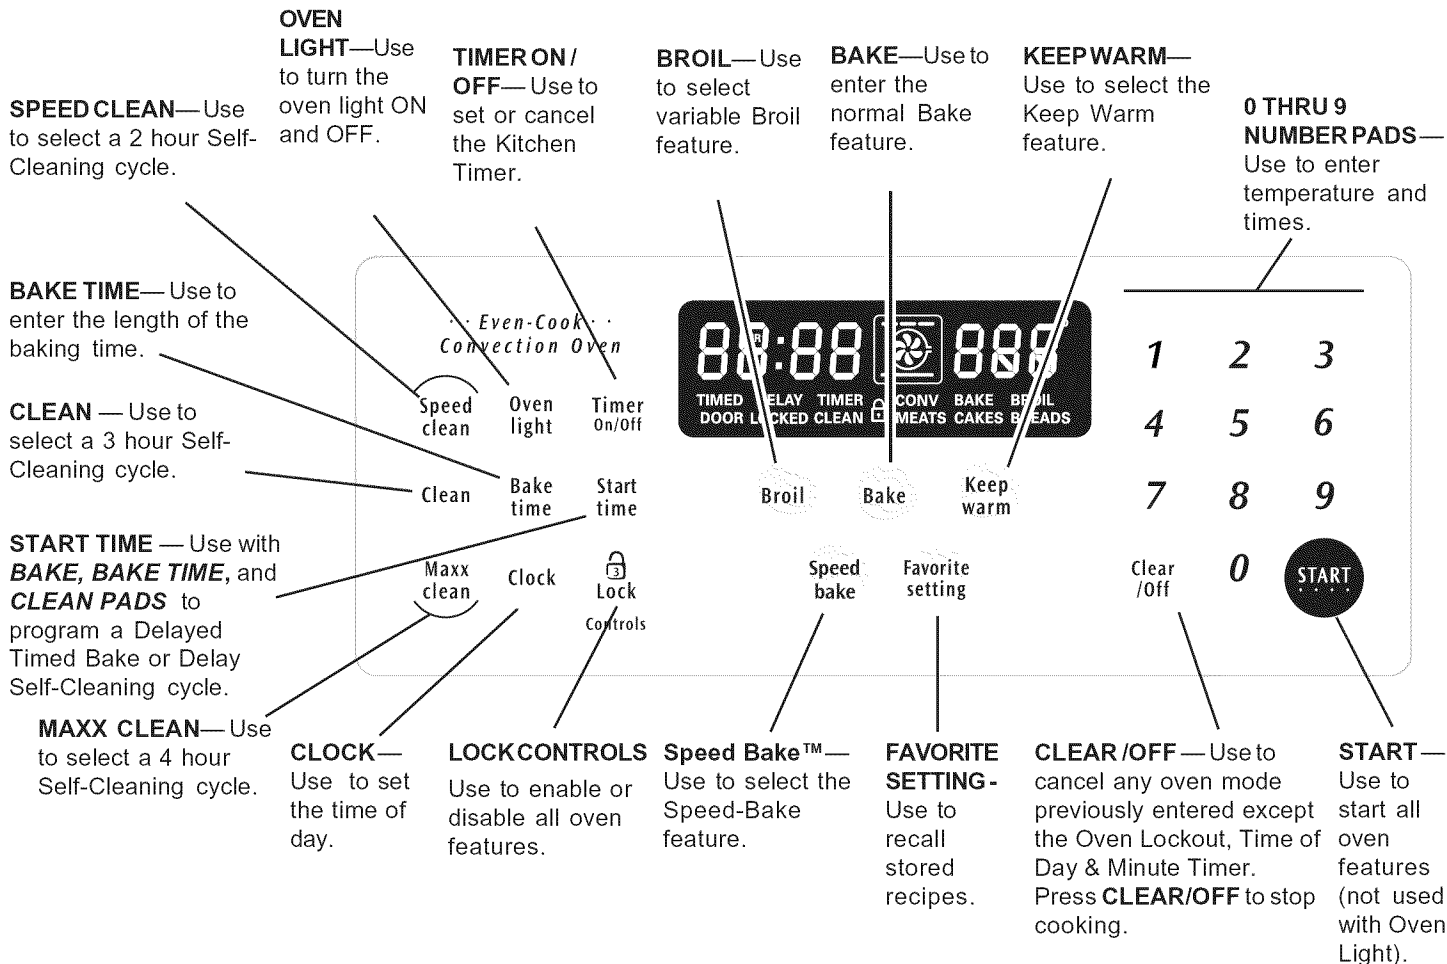 OVEN
LIGHT—Use
to turn the
oven light ON
and OFF.
TIMER ON /
OFF— Use to
set or cancel
the Kitchen
Timer.
BROIL—Use
to select
variable Broil
feature.
BAKE—Use to
enter the
normal Bake
feature.
KEEP WARM—
Use to select the
Keep Warm
feature.
0 THRU 9
NUMBER PADS—
Use to enter
temperature and
times.
SPEED CLEAN— Use
to select a 2 hour Self-
Cleaning cycle.
BAKE TIME— Use to
enter the length of the
baking time.
CLEAN — Use to
select a 3 hour Self-
Cleaning cycle.
START TIME — Use with
BAKE, BAKE TIME, and
CLEAN PADS to
program a Delayed
Timed Bake or Delay
Self-Cleaning cycle.
MAXX CLEAN— Use
to select a 4 hour
Self-Cleaning cycle.
·· Even-Cook ··
Convection Oven
Speed
clean
Oven
light
Timer
On/Off
Clean
Bake
time
Start
time
Maxx
clean
Clock
3
Lock
Controls
88:88 888°
TIMED DELAY TIMER CONV BAKE BROIL
DOOR LOCKED CLEAN MEATS CAKES BREADS
Broil
Bake
Keep
warm
Speed
bake
Favorite
setting
1 2 3
4 5 6
7 8 9
Clear
/Off
0
START
CLOCK—
Use to set
the time of
day.
LOCK CONTROLS
Use to enable or
disable all oven
features.
Speed Bake™—
Use to select the
Speed-Bake
feature.
FAVORITE
SETTING-
Use to
recall
stored
recipes.
CLEAR /OFF — Use to
cancel any oven mode
previously entered except
the Oven Lockout, Time of
Day & Minute Timer.
Press CLEAR/OFF to stop
cooking.
START—
Use to
start all
oven
features
(not used
with Oven
Light).